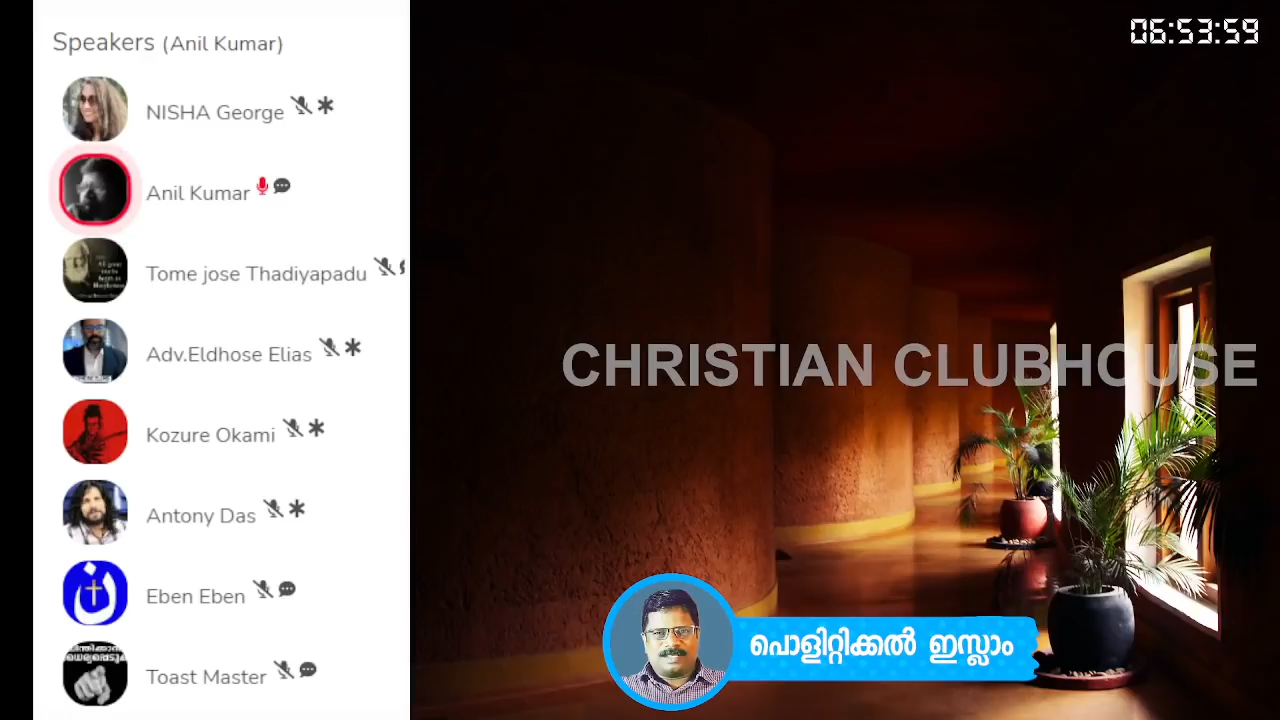 Speakers (Anil Kumar)
NISHA George
Anil Kumar
Tome jose Thadiyapadu
Adv.Eldhose Elias
Kozure Okami
Antony Das
Eben Eben
Toast Master
06:53:59
CHRISTIAN CLUBHOUSE
പൊളിറ്റിക്കൽ ഇസ്ലാം